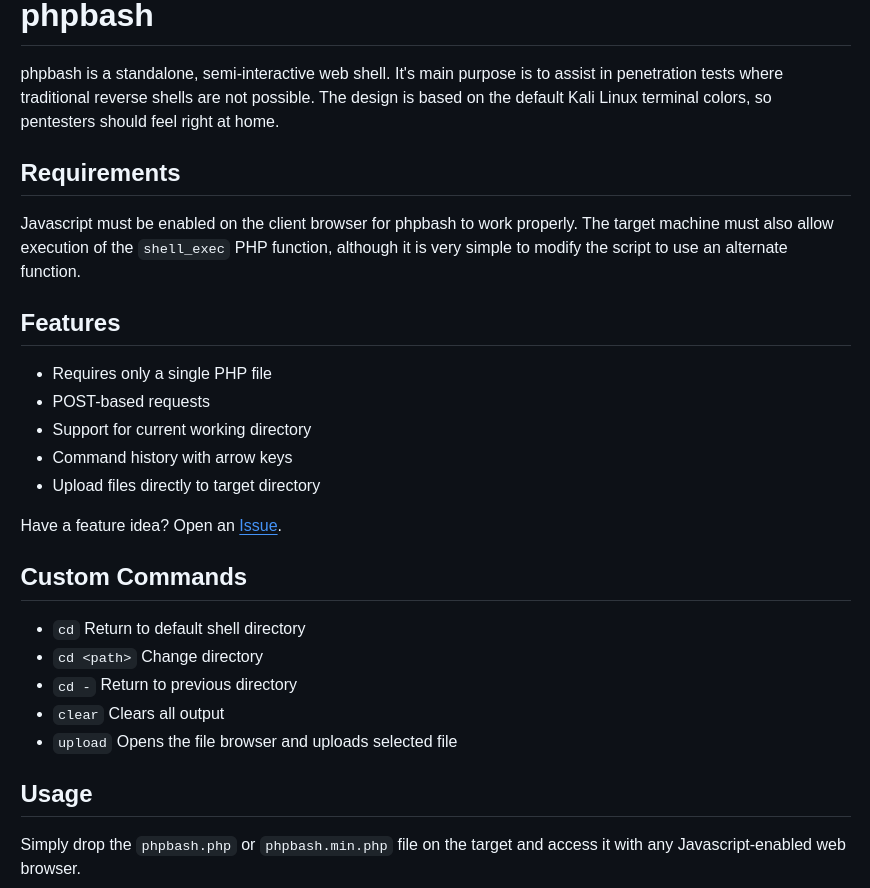 phpbash
phpbash is a standalone, semi-interactive web shell. It's main purpose is to assist in penetration tests where
traditional reverse shells are not possible. The design is based on the default Kali Linux terminal colors, so
pentesters should feel right at home.
Requirements
Javascript must be enabled on the client browser for phpbash to work properly. The target machine must also allow
execution of the shell_exec PHP function, although it is very simple to modify the script to use an alternate
function.
Features
• Requires only a single PHP file
• POST-based requests
• Support for current working directory
• Command history with arrow keys
• Upload files directly to target directory
Have a feature idea? Open an Issue.
Custom Commands
• cd Return to default shell directory
• cd <path> Change directory
• cd - Return to previous directory
• clear Clears all output
• upload Opens the file browser and uploads selected file
Usage
Simply drop the phpbash.php or phpbash.min.php file on the target and access it with any Javascript-enabled web
browser.